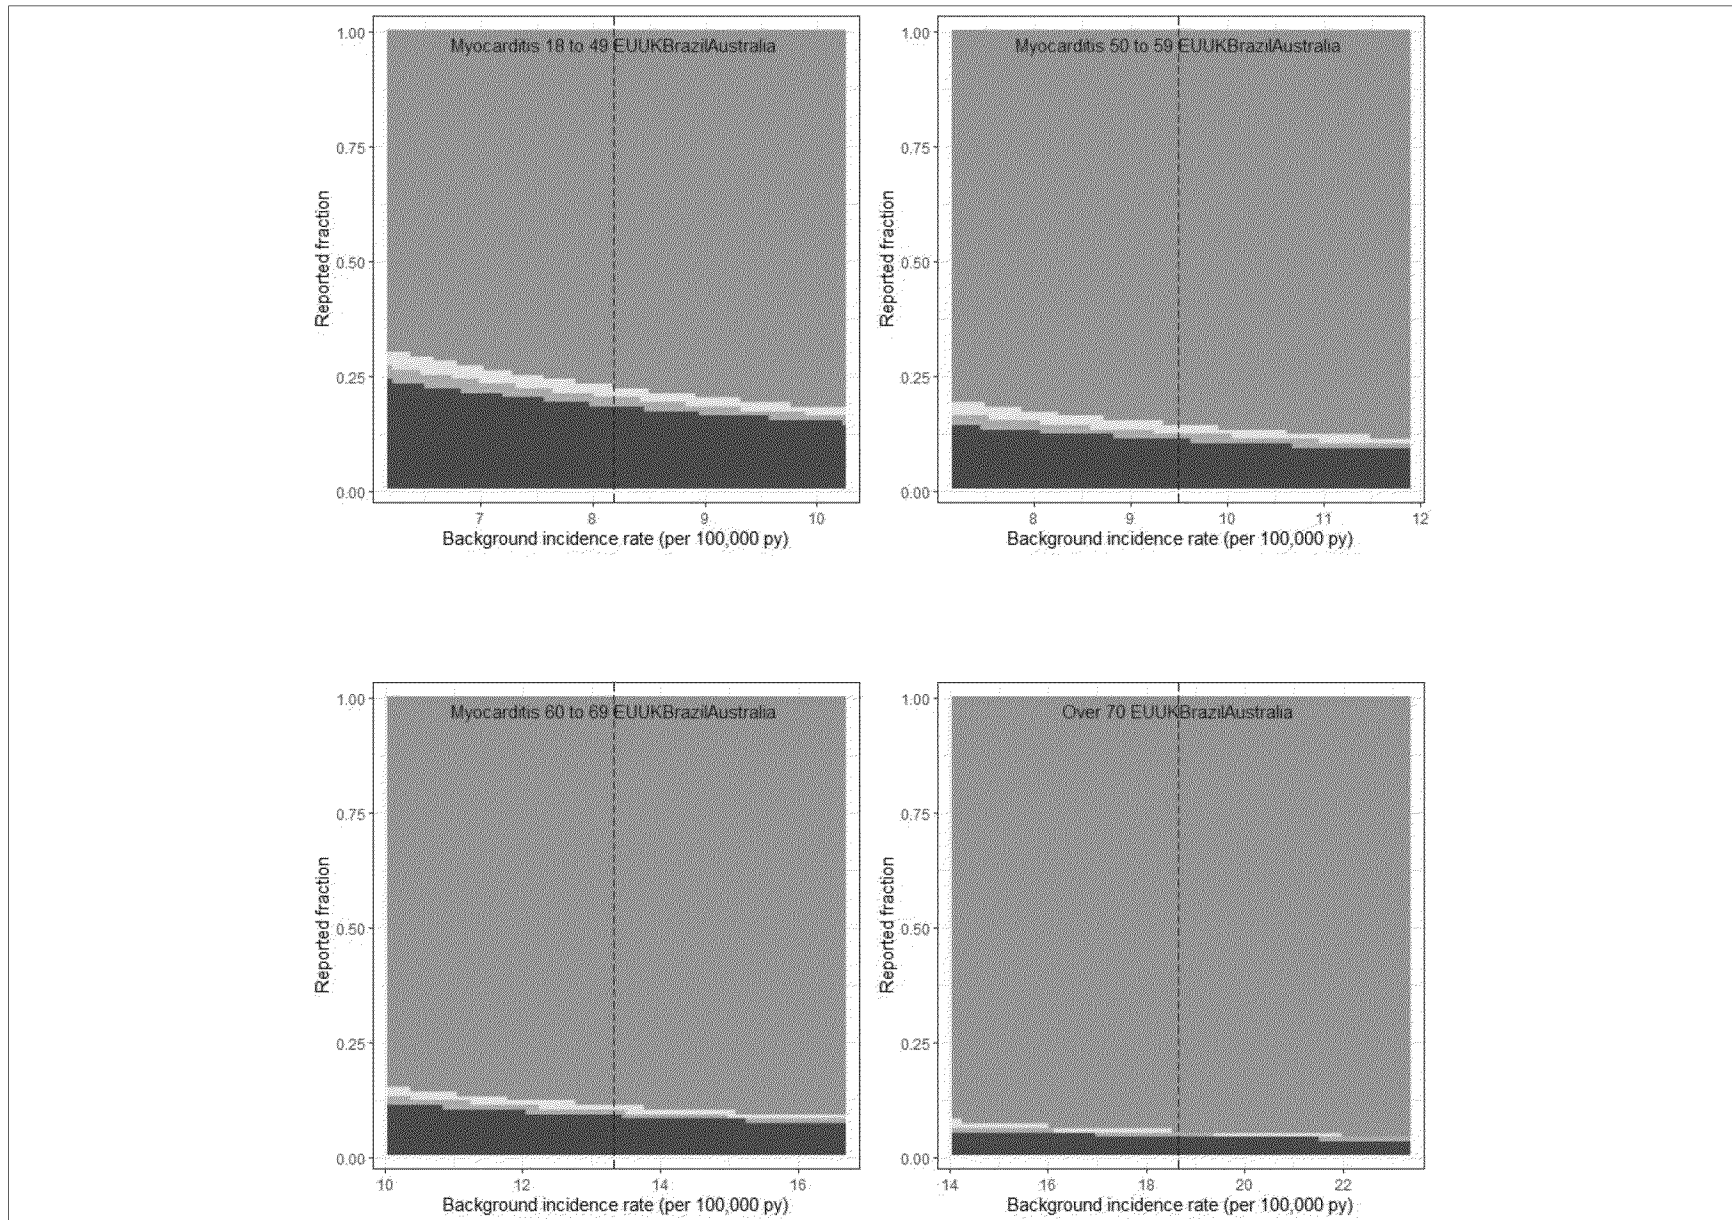 Myocarditis 18 to 49 EUUKBrazilAustralia
1.00
0.75
0.50
0.25
0.00
Reported fraction
7 8 9 10
Background incidence rate (per 100,000 py)
Myocarditis 50 to 59 EUUKBrazilAustralia
1.00
0.75
0.50
0.25
0.00
Reported fraction
8 9 10 11 12
Background incidence rate (per 100,000 py)
Myocarditis 60 to 69 EUUKBrazilAustralia
1.00
0.75
0.50
0.25
0.00
Reported fraction
10 12 14 16
Background incidence rate (per 100,000 py)
Over 70 EUUKBrazilAustralia
1.00
0.75
0.50
0.25
0.00
Reported fraction
14 16 18 20 22
Background incidence rate (per 100,000 py)